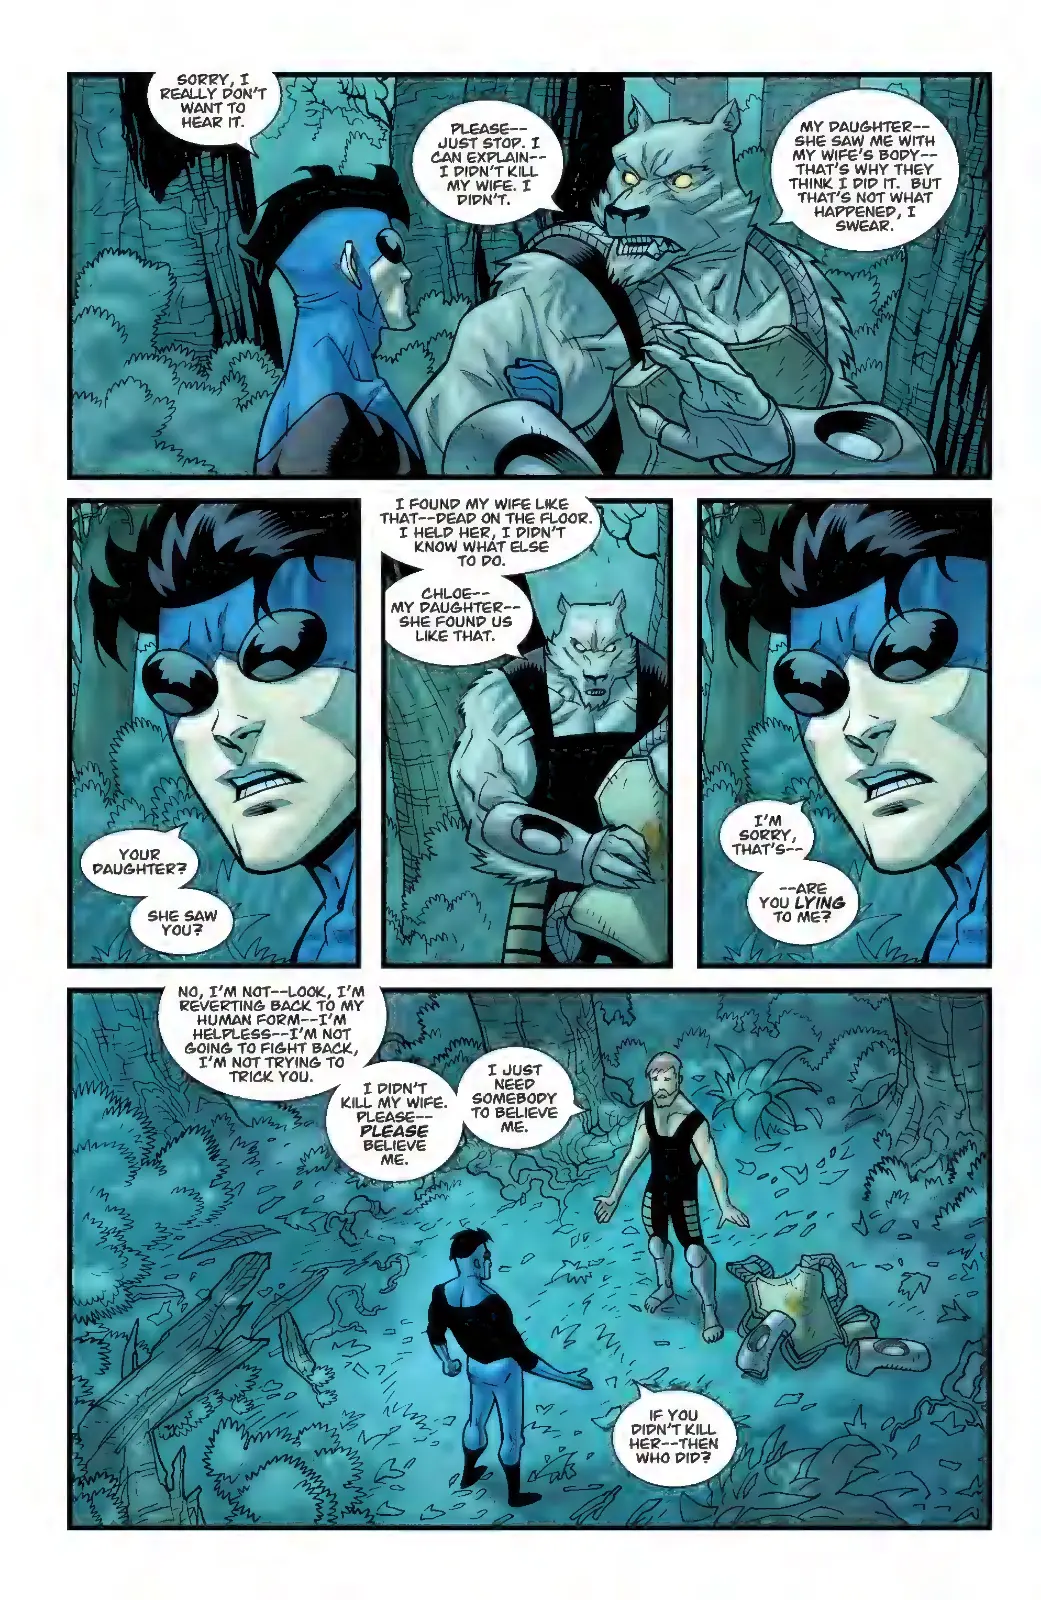 SORRY, I
REALLY DON'T
WANT TO
HEAR IT.
PLEASE--
JUST STOP. I
CAN EXPLAIN--
I DIDN'T KILL
MY WIFE. I
DIDN'T.
MY DAUGHTER--
SHE SAW ME WITH
MY WIFE'S BODY--
THAT'S WHY THEY
THINK I DID IT. BUT
THAT'S NOT WHAT
HAPPENED, I
SWEAR.
YOUR
DAUGHTER?
SHE SAW
YOU?
I FOUND MY WIFE LIKE
THAT--DEAD ON THE FLOOR.
I HELD HER, I DIDN'T
KNOW WHAT ELSE
TO DO.
CHLOE--
MY DAUGHTER--
SHE FOUND US
LIKE THAT.
I'M
SORRY,
THAT'S--
--ARE
YOU LYING
TO ME?
NO, I'M NOT--LOOK, I'M
REVERTING BACK TO MY
HUMAN FORM--I'M
HELPLESS--I'M NOT
GOING TO FIGHT BACK,
I'M NOT TRYING TO
TRICK YOU.
I DIDN'T
KILL MY WIFE.
PLEASE--
PLEASE
BELIEVE
ME.
I JUST
NEED
SOMEBODY
TO BELIEVE
ME.
IF YOU
DIDN'T KILL
HER--THEN
WHO DID?